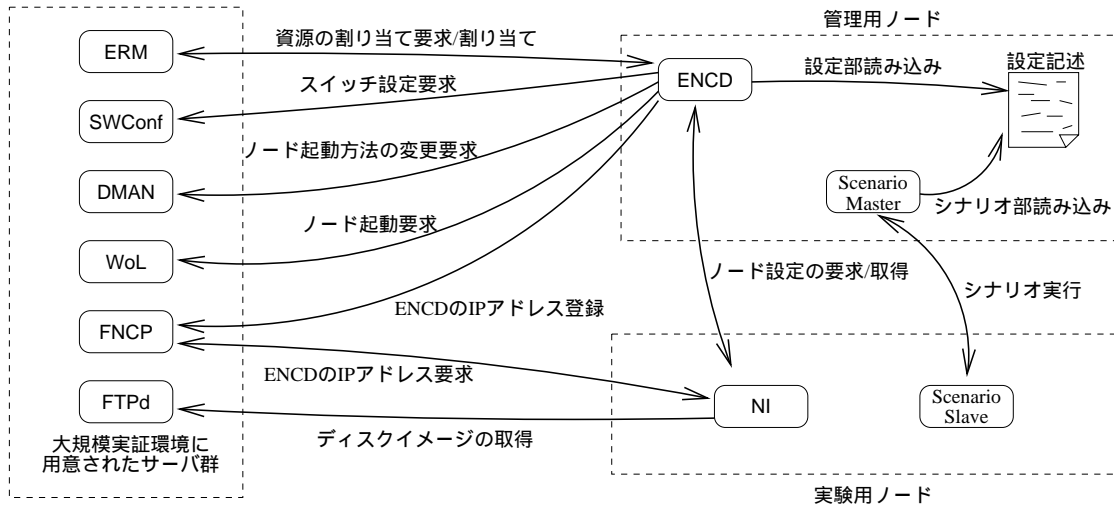 管理用ノード
ERM
資源の割り当て要求/割り当て
ENCD
設定部読み込み
設定記述
スイッチ設定要求
SWConf
ノード起動方法の変更要求
DMAN
Scenario
Master
シナリオ部読み込み
ノード起動要求
WoL
ノード設定の要求/取得
シナリオ実行
ENCDのIPアドレス登録
FNCP
ENCDのIPアドレス要求
FTPd
NI
Scenario
Slave
ディスクイメージの取得
大規模実証環境に
用意されたサーバ群
実験用ノード